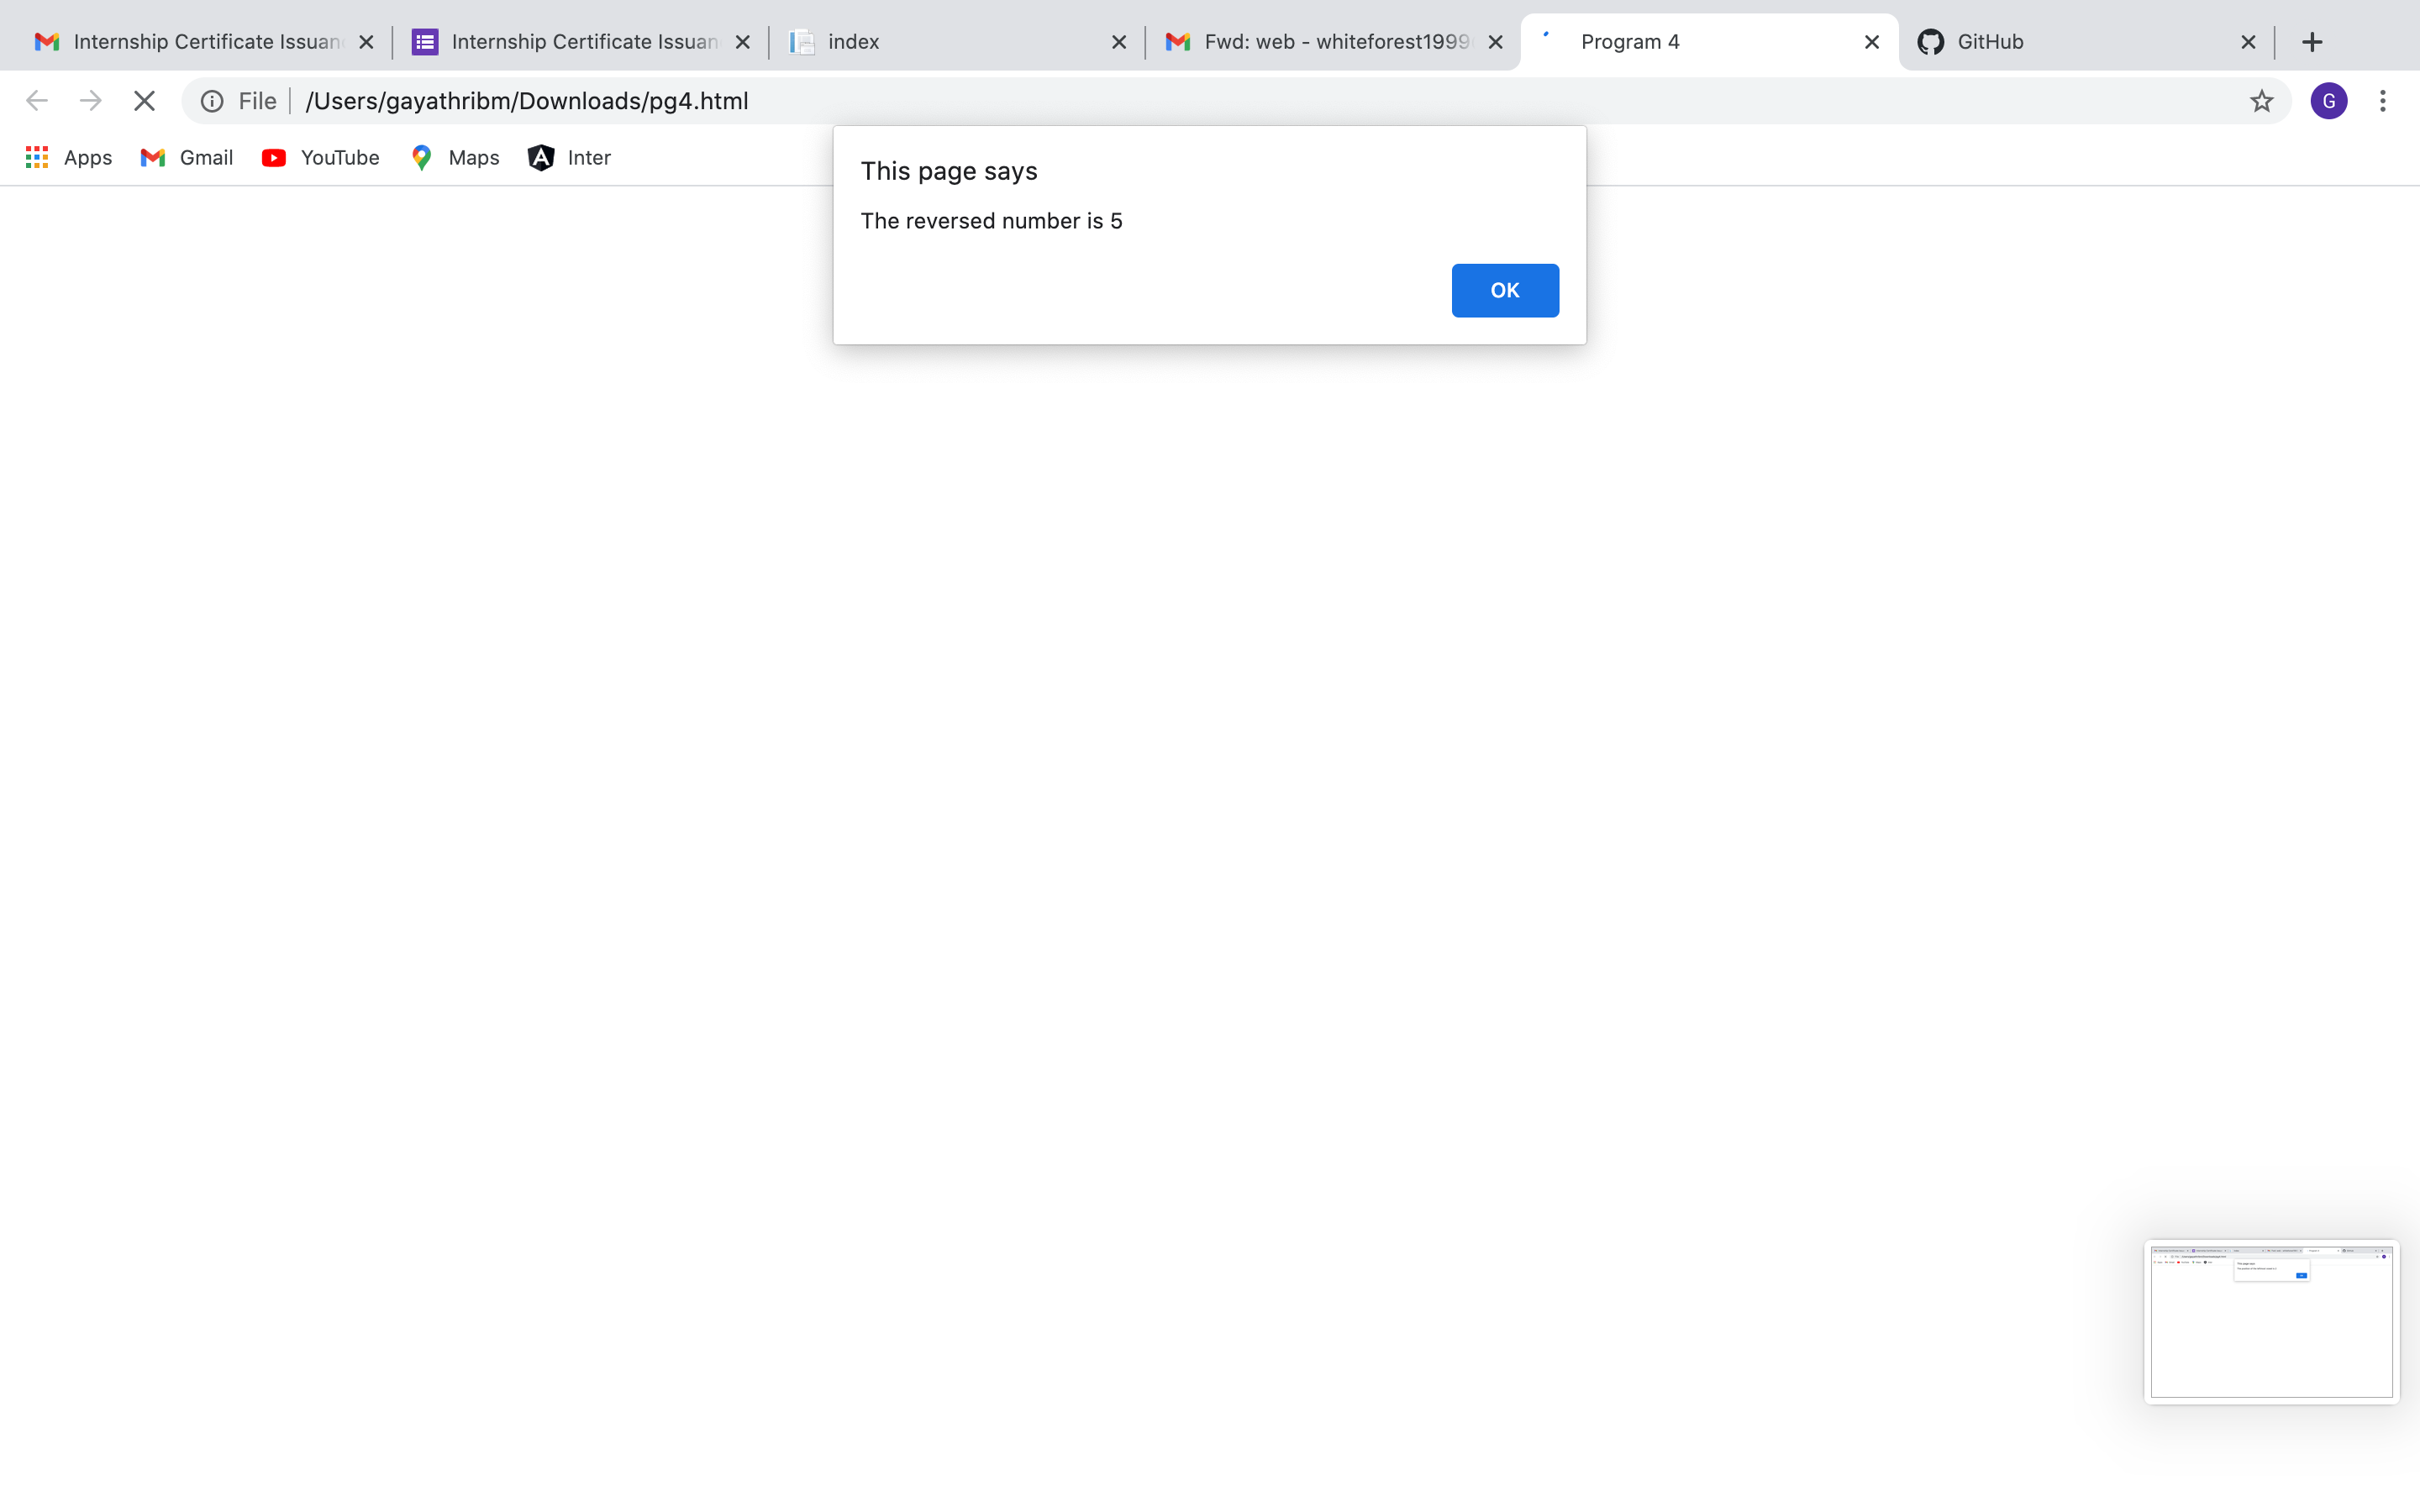 Internship Certificate Issuan
Internship Certificate Issuan
index
Fwd: web - whiteforest1999
Program 4
GitHub
File
/Users/gayathribm/Downloads/pg4.html
G
Apps
Gmail
YouTube
Maps
Inter
This page says
The reversed number is 5
OK